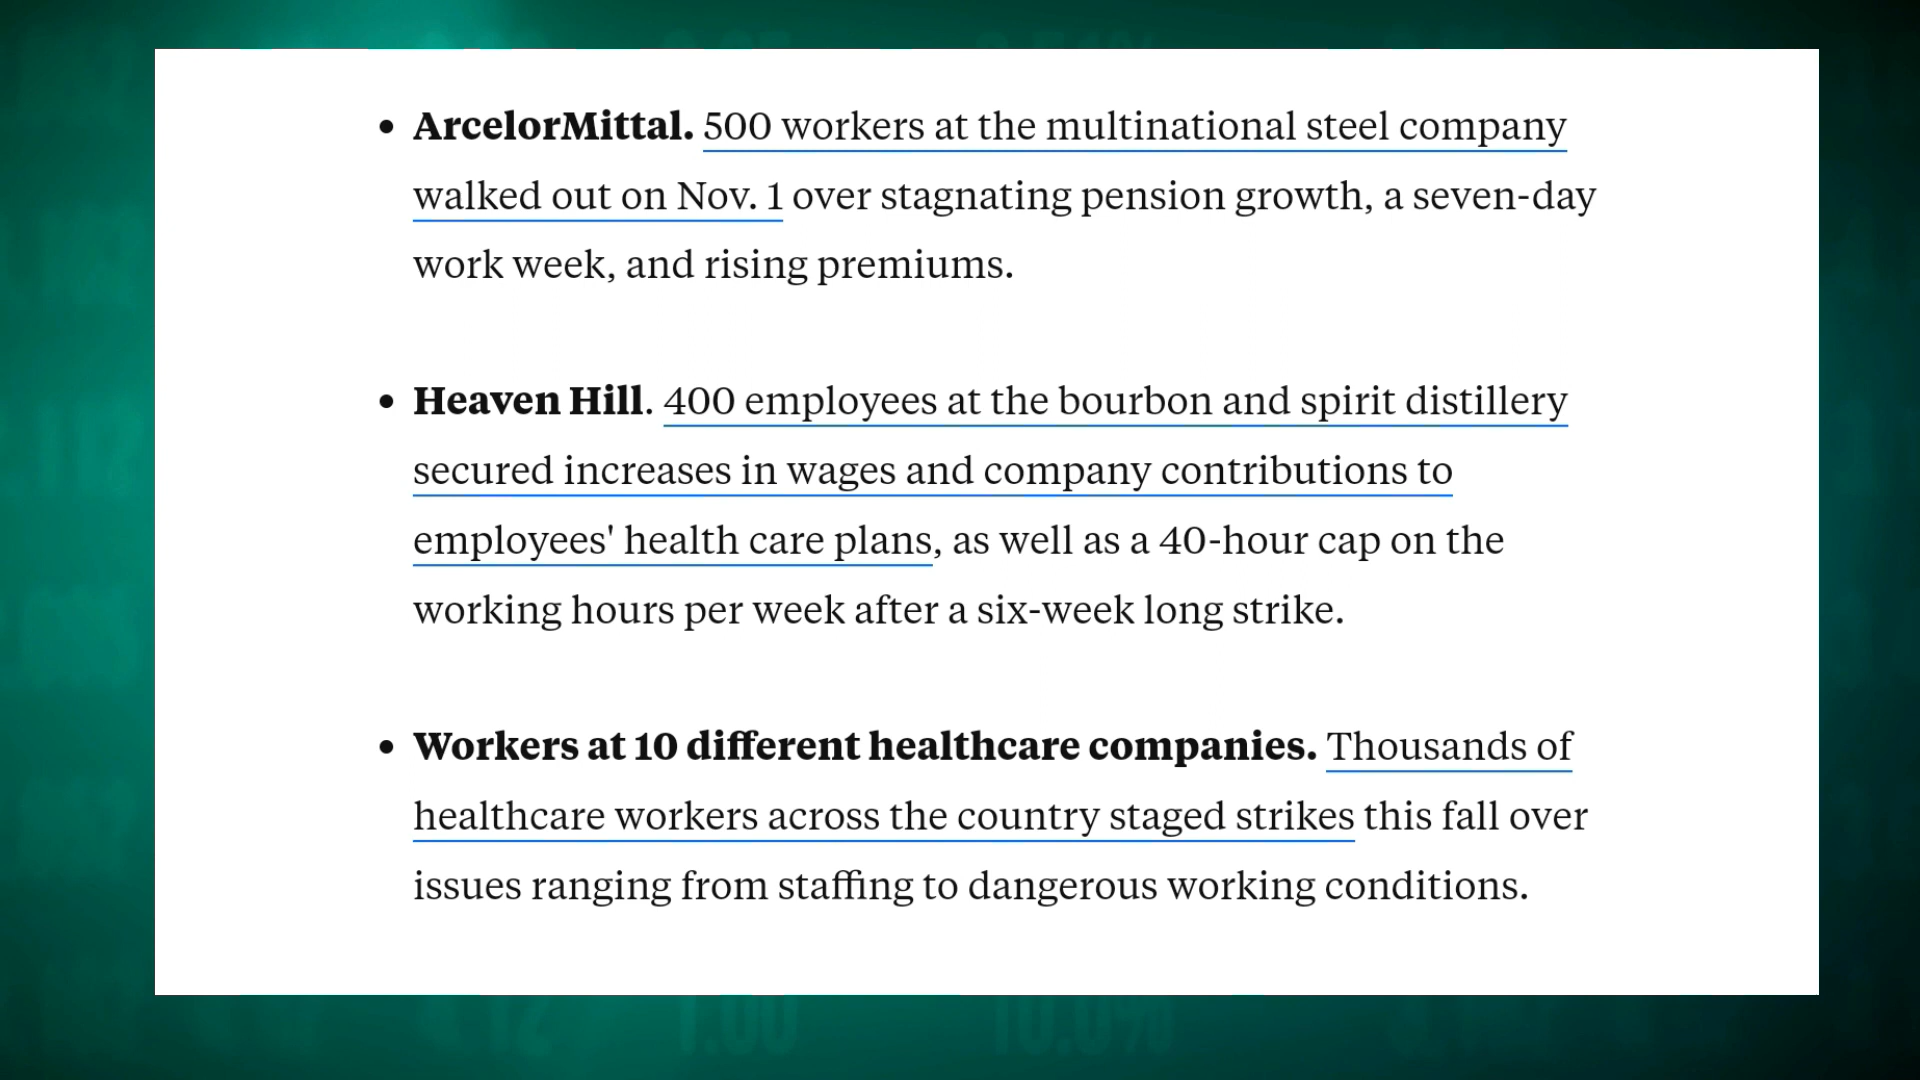 • ArcelorMittal. 500 workers at the multinational steel company
walked out on Nov. 1 over stagnating pension growth, a seven-day
work week, and rising premiums.
• Heaven Hill. 400 employees at the bourbon and spirit distillery
secured increases in wages and company contributions to
employees' health care plans, as well as a 40-hour cap on the
working hours per week after a six-week long strike.
• Workers at 10 different healthcare companies. Thousands of
healthcare workers across the country staged strikes this fall over
issues ranging from staffing to dangerous working conditions.